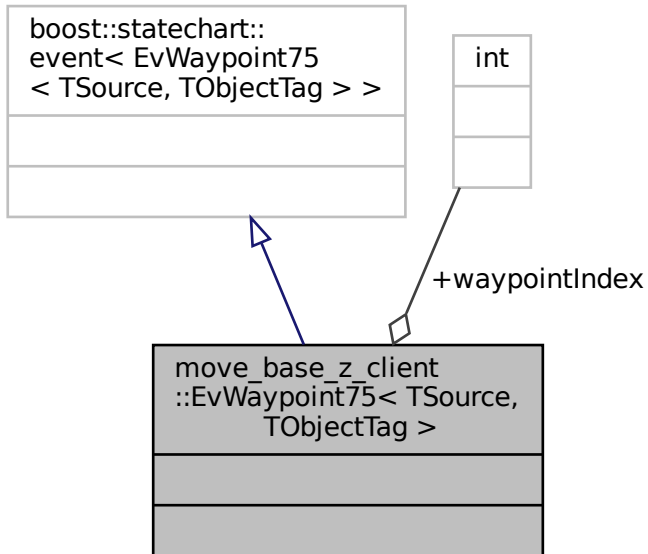 boost::statechart::
event< EvWaypoint75
< TSource, TObjectTag > >
int
+waypointIndex
move_base_z_client
::EvWaypoint75< TSource,
TObjectTag >